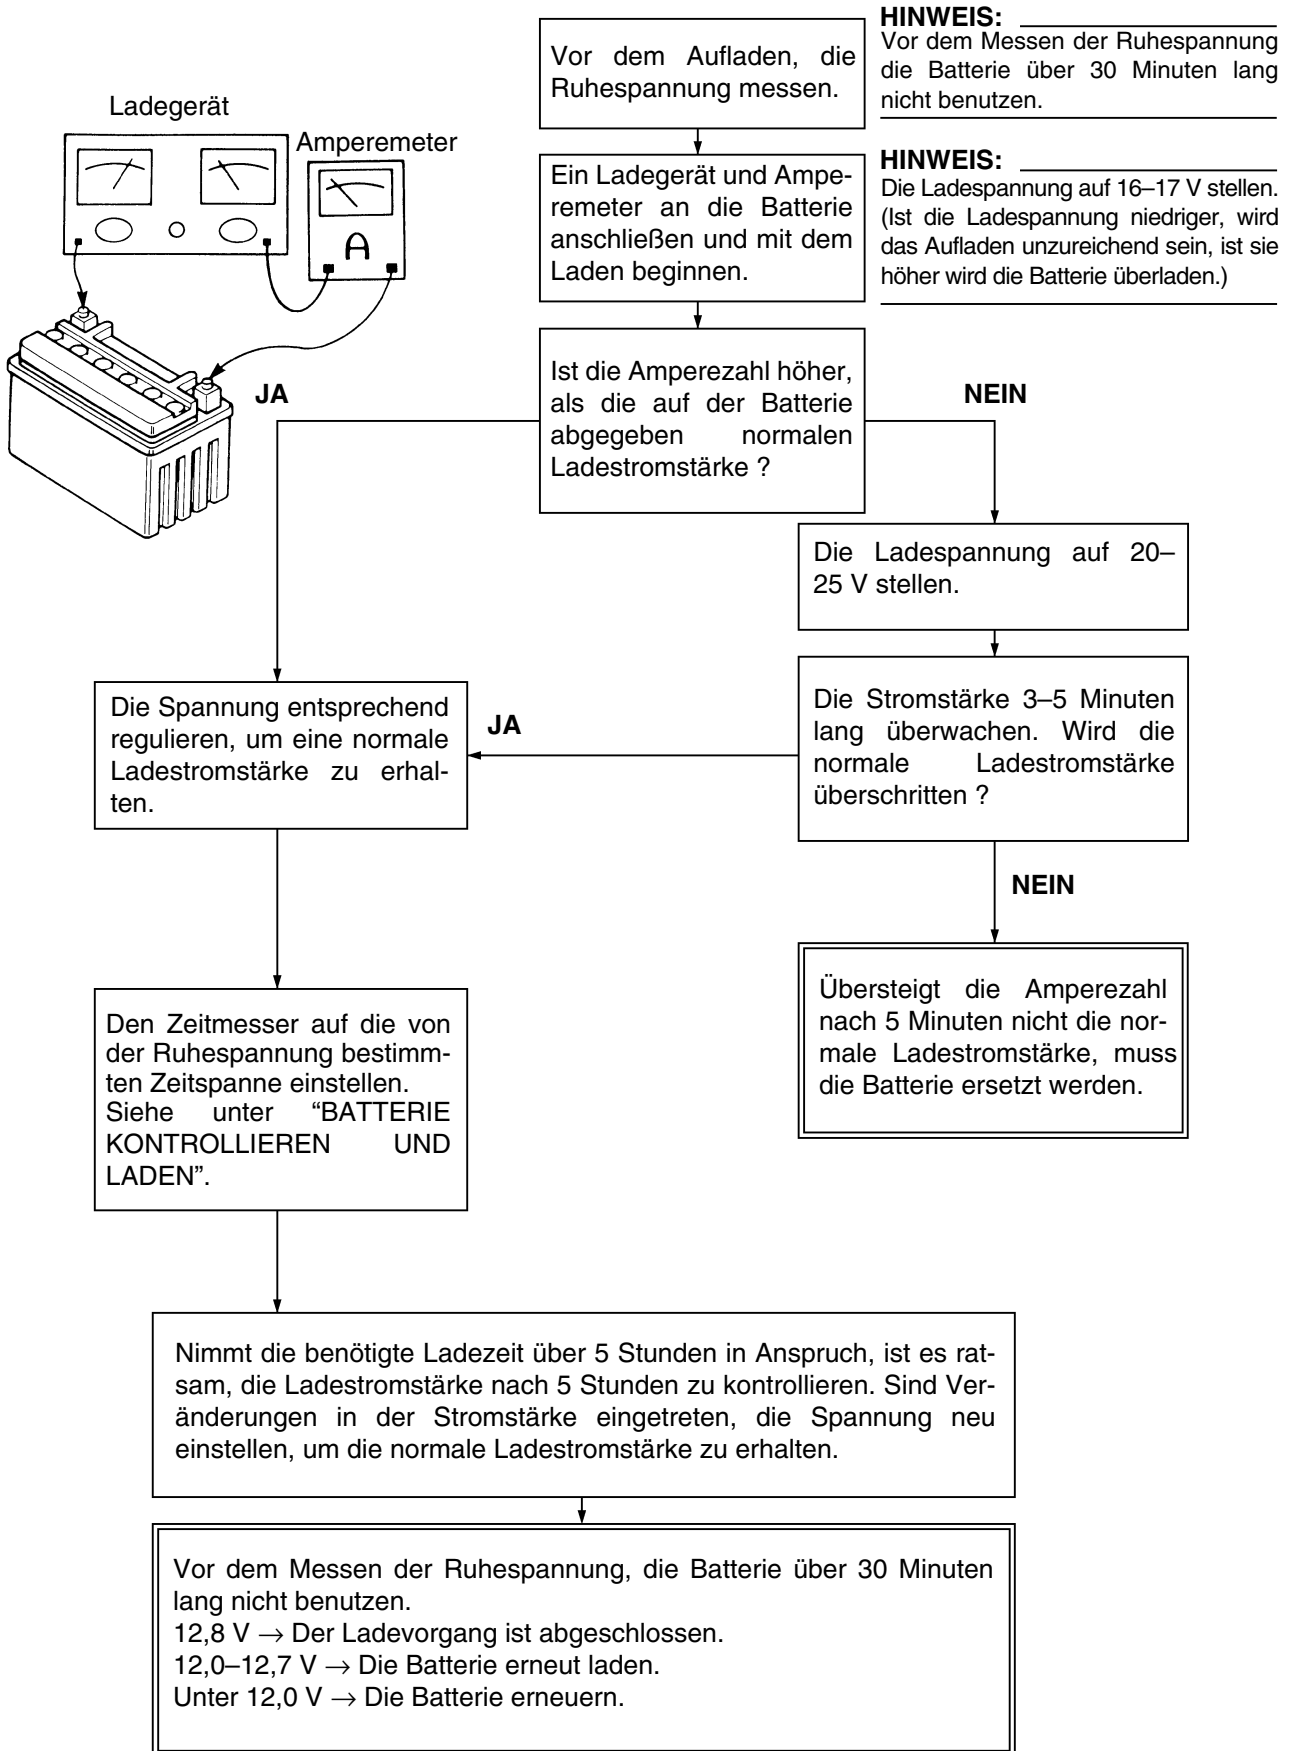 Ladegerät
Amperemeter
Vor dem Aufladen, die
Ruhespannung messen.
HINWEIS:
Vor dem Messen der Ruhespannung
die Batterie über 30 Minuten lang
nicht benutzen.
Ein Ladegerät und Ampe-
remeter an die Batterie
anschließen und mit dem
Laden beginnen.
HINWEIS:
Die Ladespannung auf 16–17 V stellen.
(Ist die Ladespannung niedriger, wird
das Aufladen unzureichend sein, ist sie
höher wird die Batterie überladen.)
A
Ist die Amperezahl höher,
als die auf der Batterie
abgegeben normalen
Ladestromstärke ?
JA
NEIN
Die Ladespannung auf 20–
25 V stellen.
Die Stromstärke 3–5 Minuten
lang überwachen. Wird die
normale Ladestromstärke
überschritten ?
JA
Die Spannung entsprechend
regulieren, um eine normale
Ladestromstärke zu erhal-
ten.
NEIN
Übersteigt die Amperezahl
nach 5 Minuten nicht die nor-
male Ladestromstärke, muss
die Batterie ersetzt werden.
Den Zeitmesser auf die von
der Ruhespannung bestimm-
ten Zeitspanne einstellen.
Siehe unter “BATTERIE
KONTROLLIEREN UND
LADEN”.
Nimmt die benötigte Ladezeit über 5 Stunden in Anspruch, ist es rat-
sam, die Ladestromstärke nach 5 Stunden zu kontrollieren. Sind Ver-
änderungen in der Stromstärke eingetreten, die Spannung neu
einstellen, um die normale Ladestromstärke zu erhalten.
Vor dem Messen der Ruhespannung, die Batterie über 30 Minuten
lang nicht benutzen.
12,8 V → Der Ladevorgang ist abgeschlossen.
12,0–12,7 V → Die Batterie erneut laden.
Unter 12,0 V → Die Batterie erneuern.